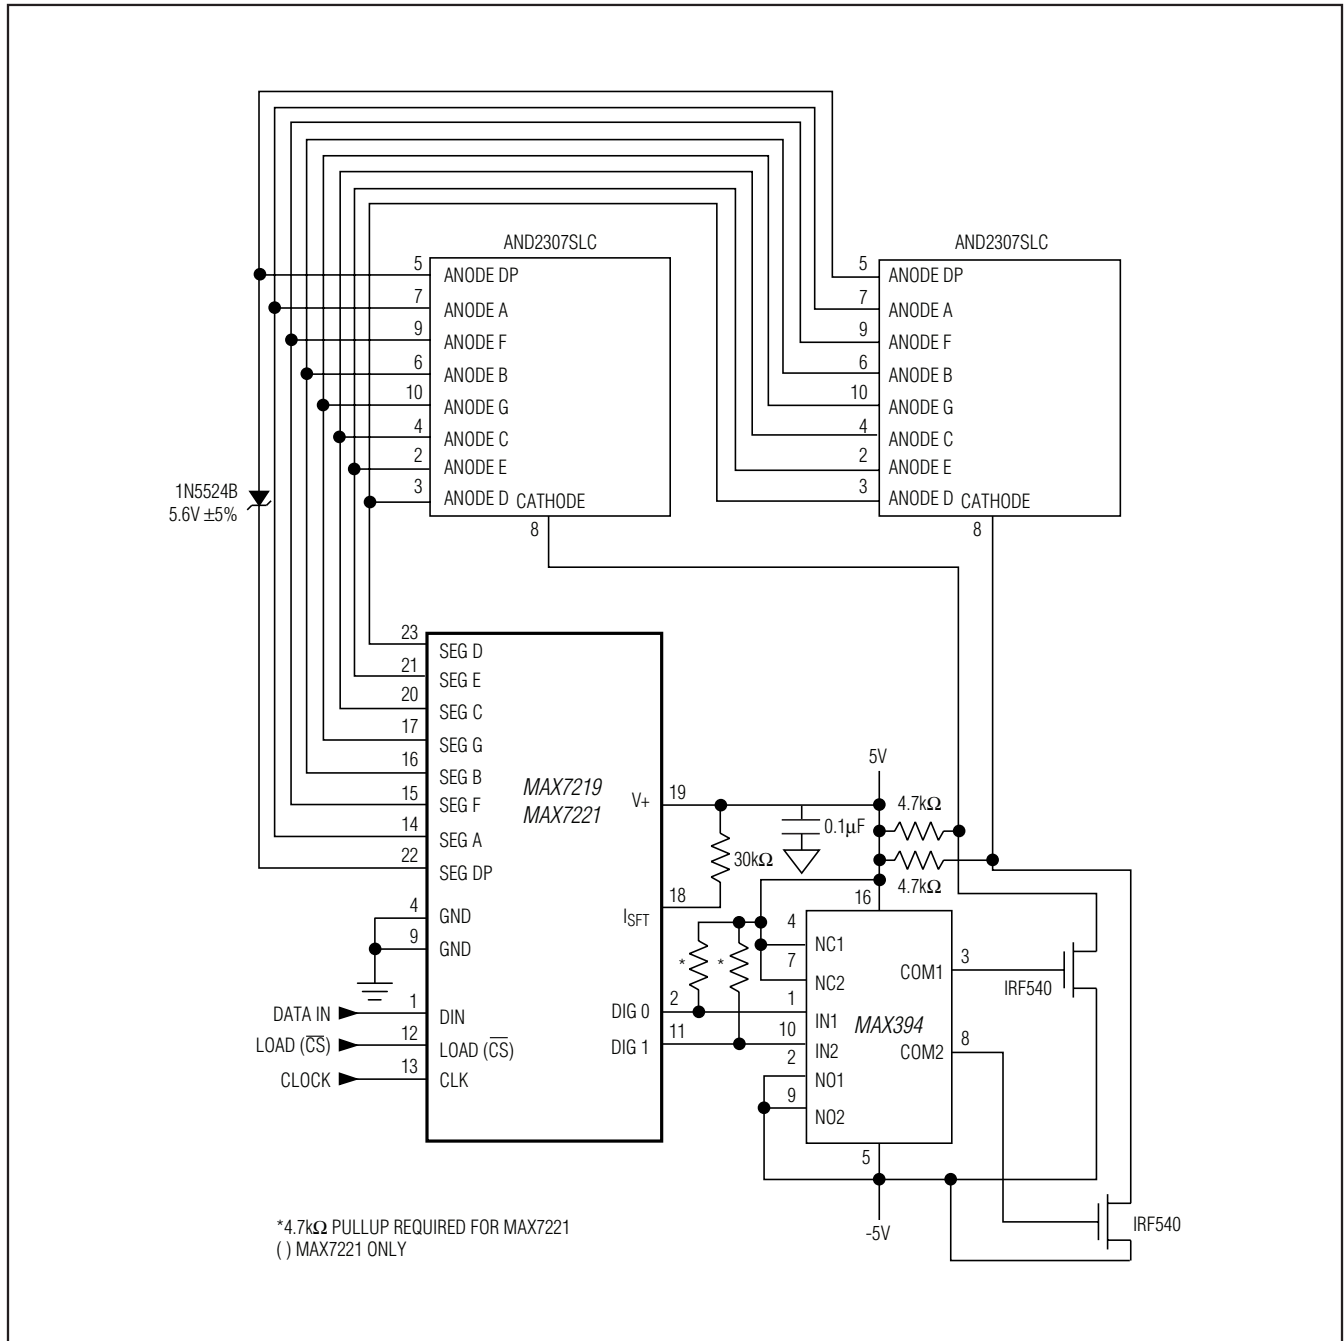 AND2307SLC
5
ANODE DP
7
ANODE A
9
ANODE F
6
ANODE B
10
ANODE G
4
ANODE C
2
ANODE E
3
ANODE D
CATHODE
8
AND2307SLC
5
ANODE DP
7
ANODE A
9
ANODE F
6
ANODE B
10
ANODE G
4
ANODE C
2
ANODE E
3
ANODE D
CATHODE
8
1N5524B
5.6V ±5%
23
SEG D
21
SEG E
20
SEG C
17
SEG G
16
SEG B
15
SEG F
14
SEG A
22
SEG DP
4
GND
9
GND
DATA IN
1
DIN
LOAD (C̅S̅)
12
LOAD (C̅S̅)
CLOCK
13
CLK
MAX7219
MAX7221
V+
19
30kΩ
18
ISFT
DIG 0
2
DIG 1
11
*
*
0.1µF
5V
4.7kΩ
4.7kΩ
16
4
NC1
7
NC2
1
IN1
10
IN2
2
NO1
9
NO2
MAX394
COM1
3
COM2
8
5
-5V
IRF540
IRF540
*4.7kΩ PULLUP REQUIRED FOR MAX7221
( ) MAX7221 ONLY